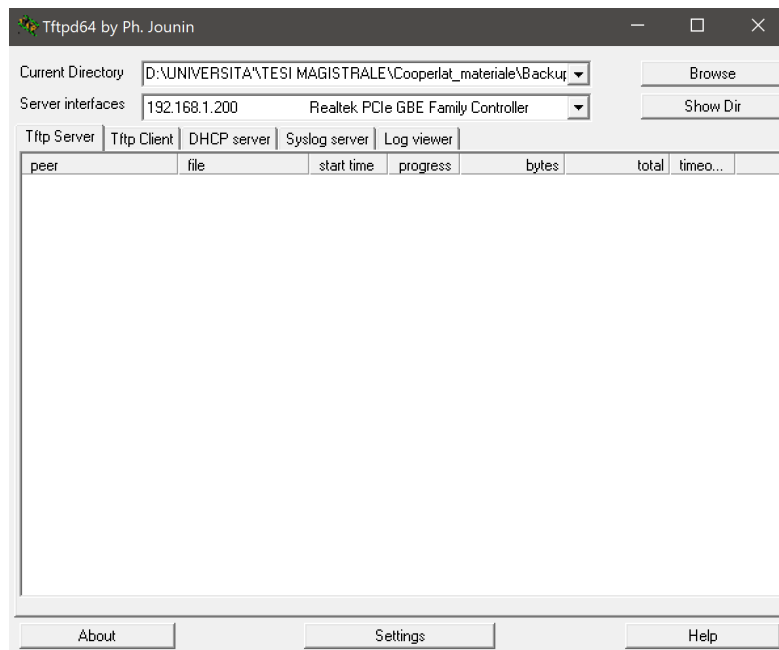 Tftpd64 by Ph. Jounin
Current Directory D:\UNIVERSITA'\TESI MAGISTRALE\Cooperlat_materiale\Backup Browse
Server interfaces 192.168.1.200 Realtek PCIe GBE Family Controller Show Dir
Tftp Server Tftp Client DHCP server Syslog server Log viewer
peer file start time progress bytes total timeo...
About Settings Help